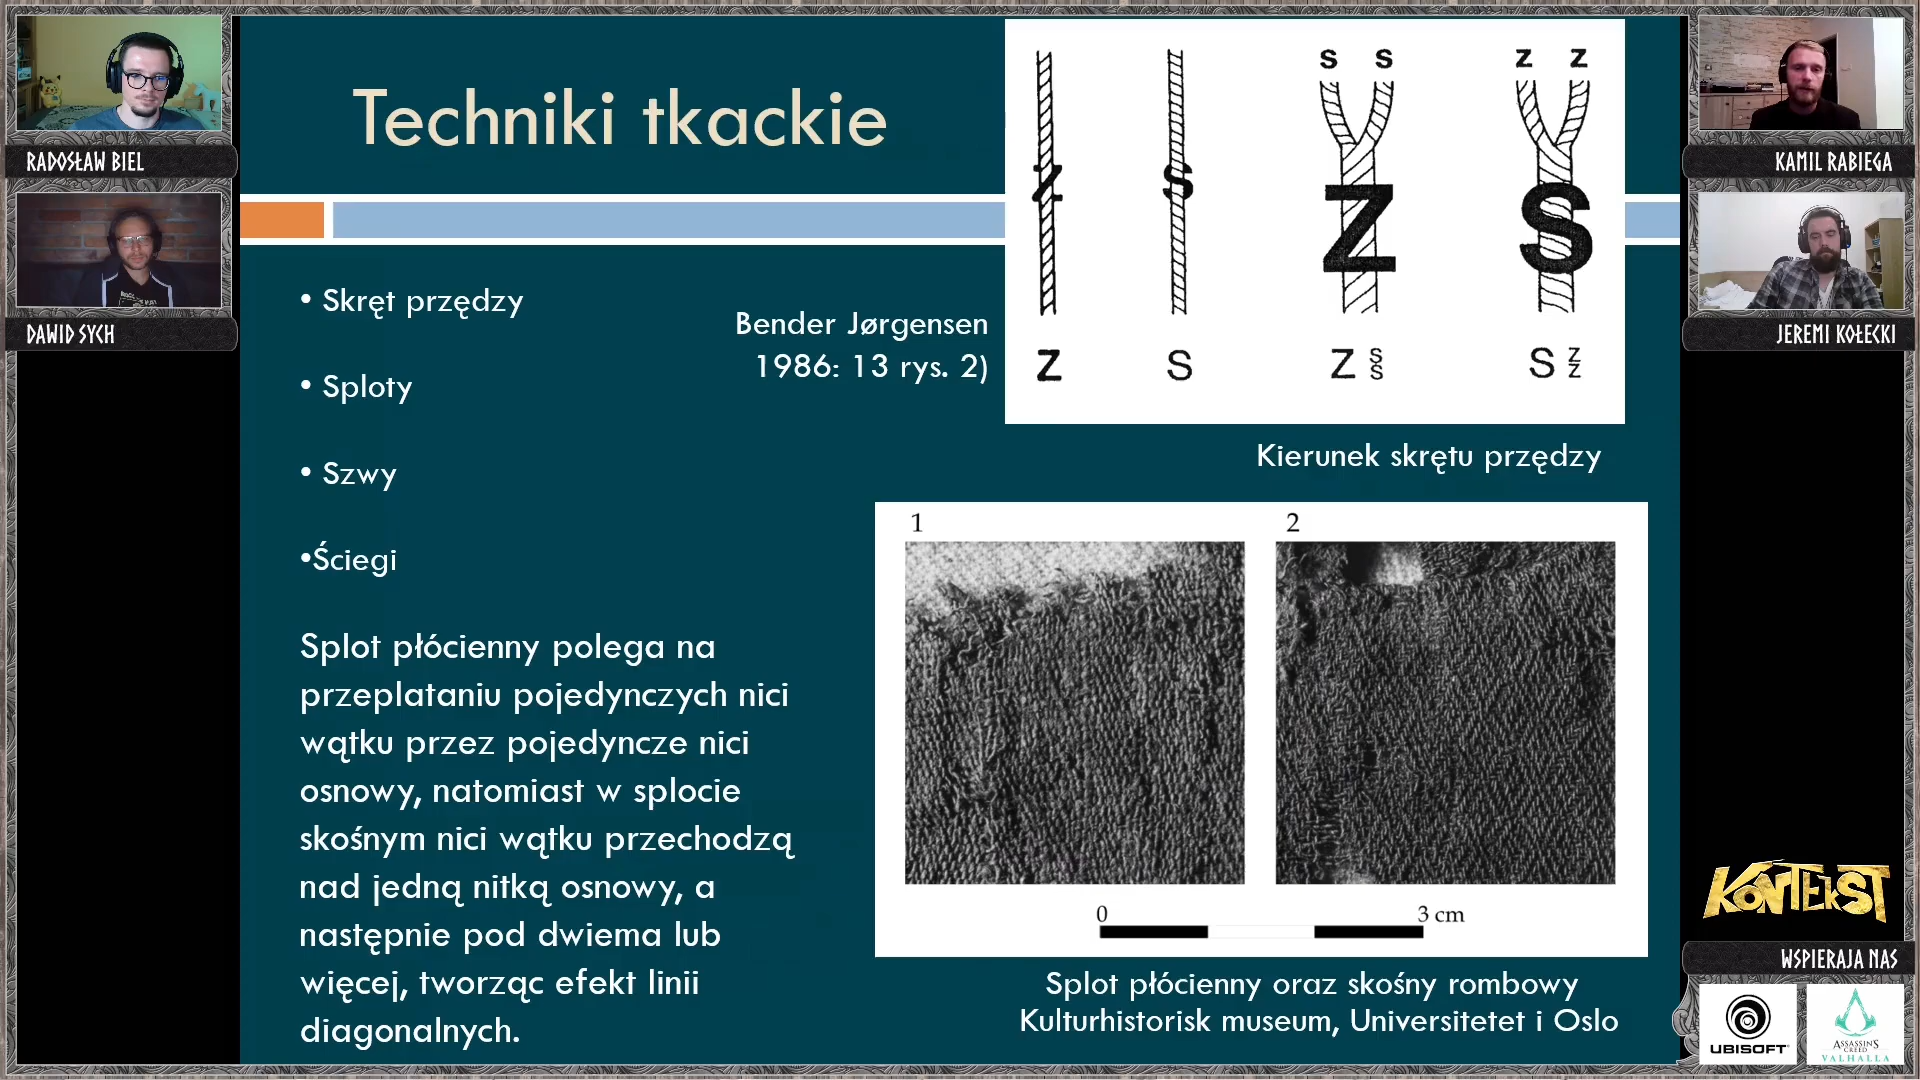 RADOSŁAW BIEL
DAWID SYCH
KAMIL RABIEGA
JEREMI KOŁECKI
Techniki tkackie
• Skręt przędzy
• Sploty
• Szwy
•Ściegi
Splot płócienny polega na
przeplataniu pojedynczych nici
wątku przez pojedyncze nici
osnowy, natomiast w splocie
skośnym nici wątku przechodzą
nad jedną nitką osnowy, a
następnie pod dwiema lub
więcej, tworząc efekt linii
diagonalnych.
Bender Jørgensen
1986: 13 rys. 2)
S S Z Z
Z S Z S
Z S Z S S S Z Z
Kierunek skrętu przędzy
1 2
0 3 cm
Splot płócienny oraz skośny rombowy
Kulturhistorisk museum, Universitetet i Oslo
KONTEKST
WSPIERAJA NAS
UBISOFT
ASSASSIN'S
CREED
VALHALLA